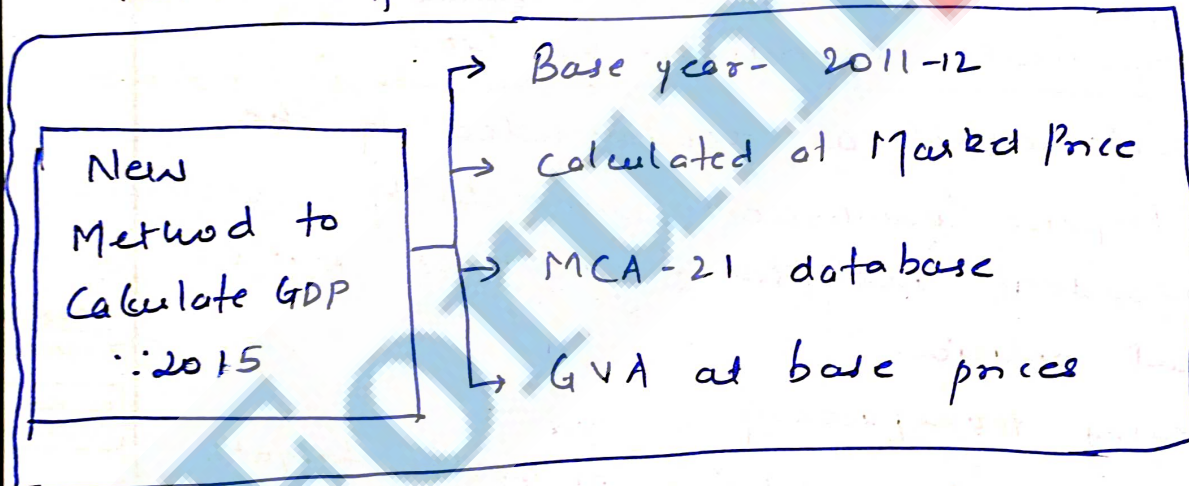 New
Method to
Calculate GDP
∵2015
→ Base year- 2011-12
→ Calculated at Market Price
→ MCA-21 database
→ GVA at base prices
Forum